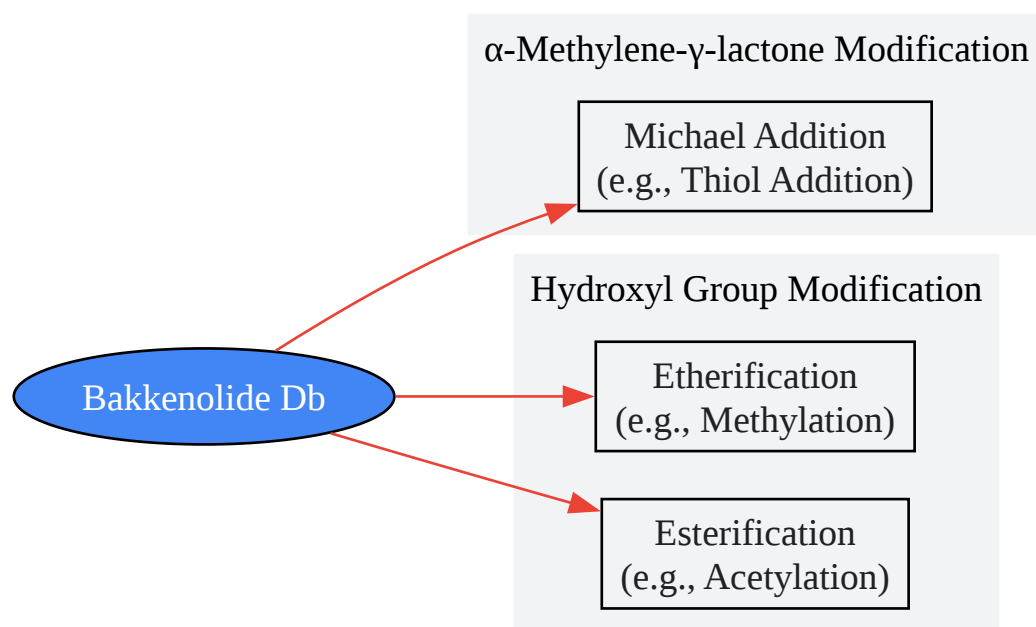 α-Methylene-γ-lactone Modification
Michael Addition
(e.g., Thiol Addition)
Hydroxyl Group Modification
Etherification
(e.g., Methylation)
Bakkenolide Db
Esterification
(e.g., Acetylation)